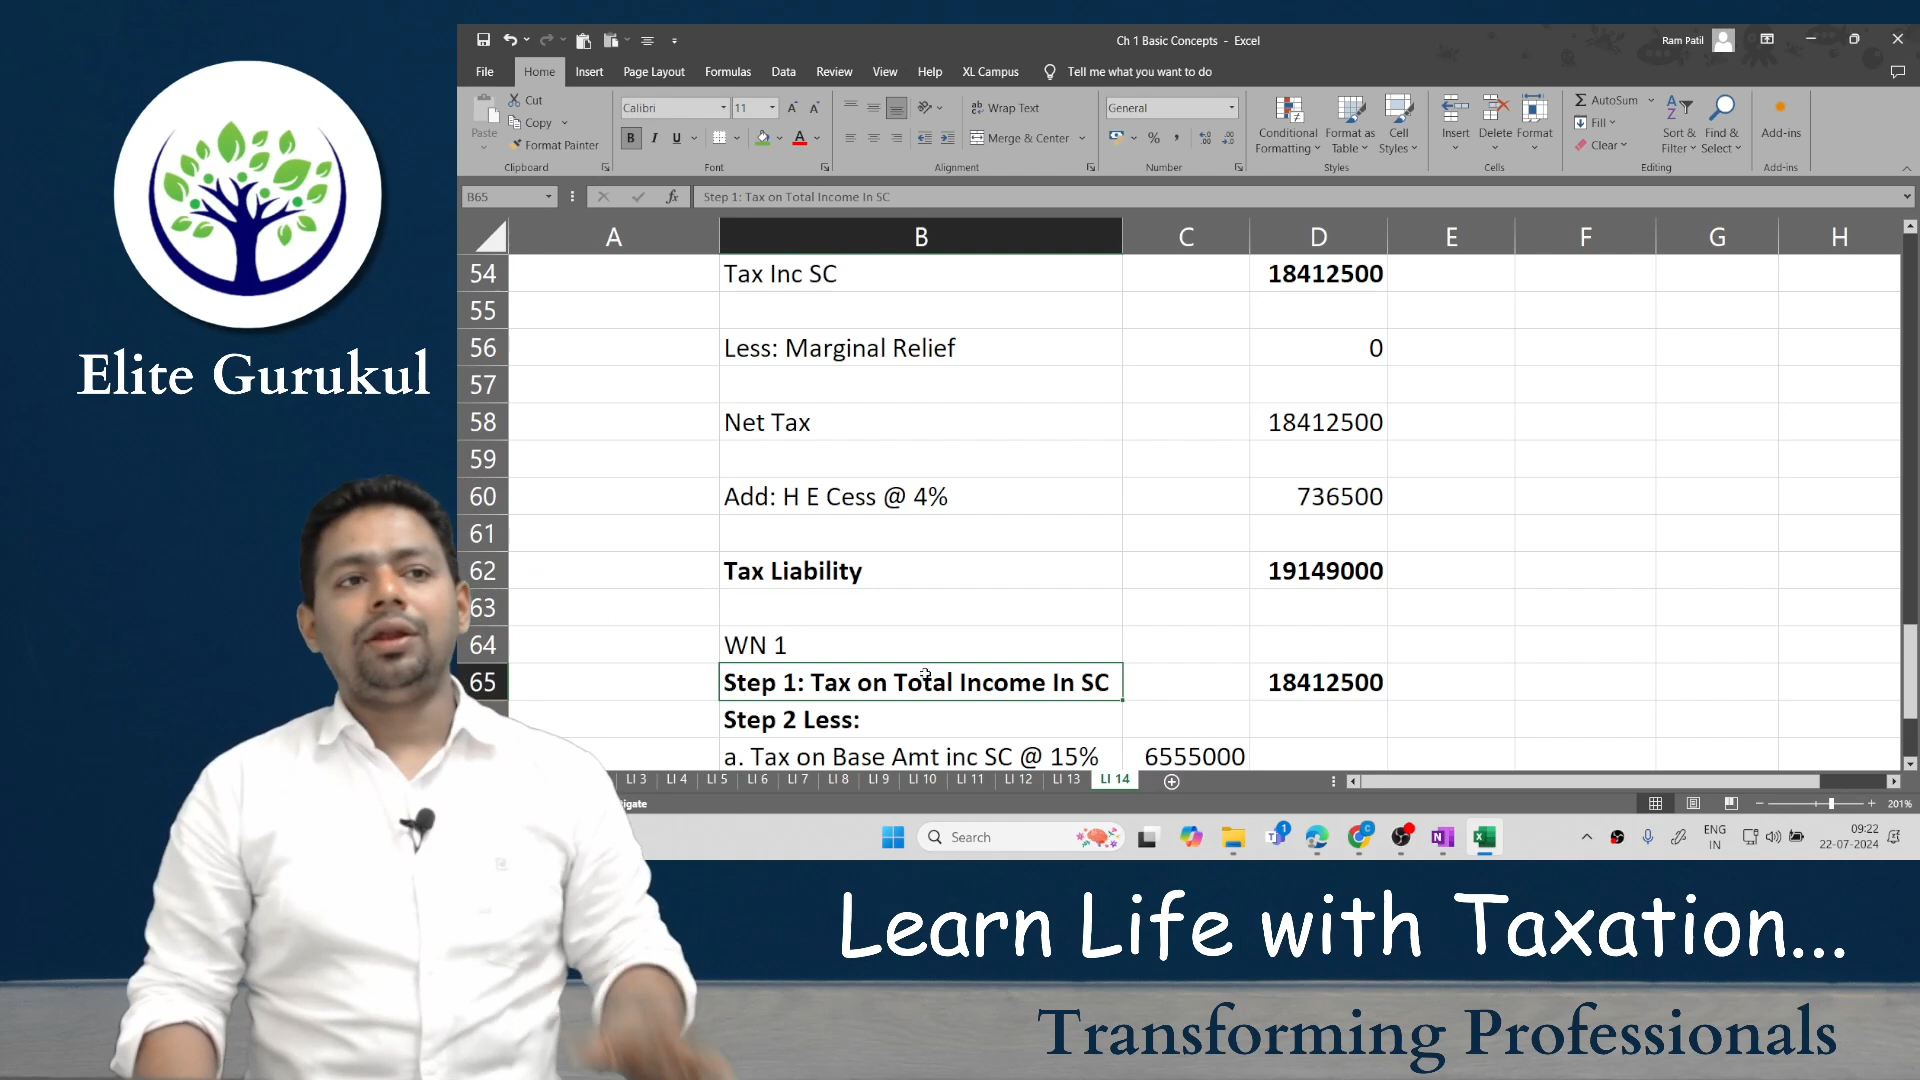 Elite Gurukul
Ch 1 Basic Concepts - Excel
Ram Patil
File Home Insert Page Layout Formulas Data Review View Help XL Campus Tell me what you want to do
Paste
Cut
Copy
Format Painter
Clipboard
Calibri 11
B I U
Font
Wrap Text
Merge & Center
Alignment
General
Number
Conditional Formatting
Format as Table
Cell Styles
Styles
Insert Delete Format
Cells
AutoSum
Fill
Clear
Sort & Filter
Find & Select
Editing
Add-ins
Add-ins
B65 fx Step 1: Tax on Total Income In SC
A B C D E F G H
54 Tax Inc SC 18412500
55
56 Less: Marginal Relief 0
57
58 Net Tax 18412500
59
60 Add: H E Cess @ 4% 736500
61
62 Tax Liability 19149000
63
64 WN 1
65 Step 1: Tax on Total Income In SC 18412500
Step 2 Less:
a. Tax on Base Amt inc SC @ 15% 6555000
LI 3 LI 4 LI 5 LI 6 LI 7 LI 8 LI 9 LI 10 LI 11 LI 12 LI 13 LI 14
201%
Search
ENG
IN
09:22
22-07-2024
Learn Life with Taxation...
Transforming Professionals